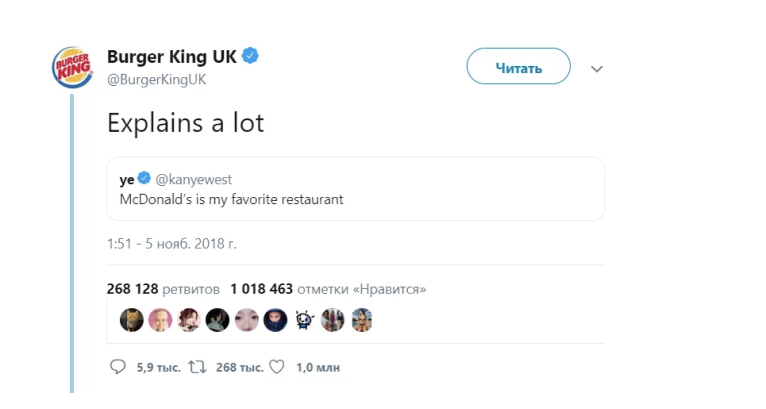 BURGER
KING
Burger King UK
@BurgerKingUK
Читать
Explains a lot
ye @kanyewest
McDonald’s is my favorite restaurant
1:51 - 5 нояб. 2018 г.
268 128 ретвитов 1 018 463 отметки «Нравится»
5,9 тыс. 268 тыс. 1,0 млн